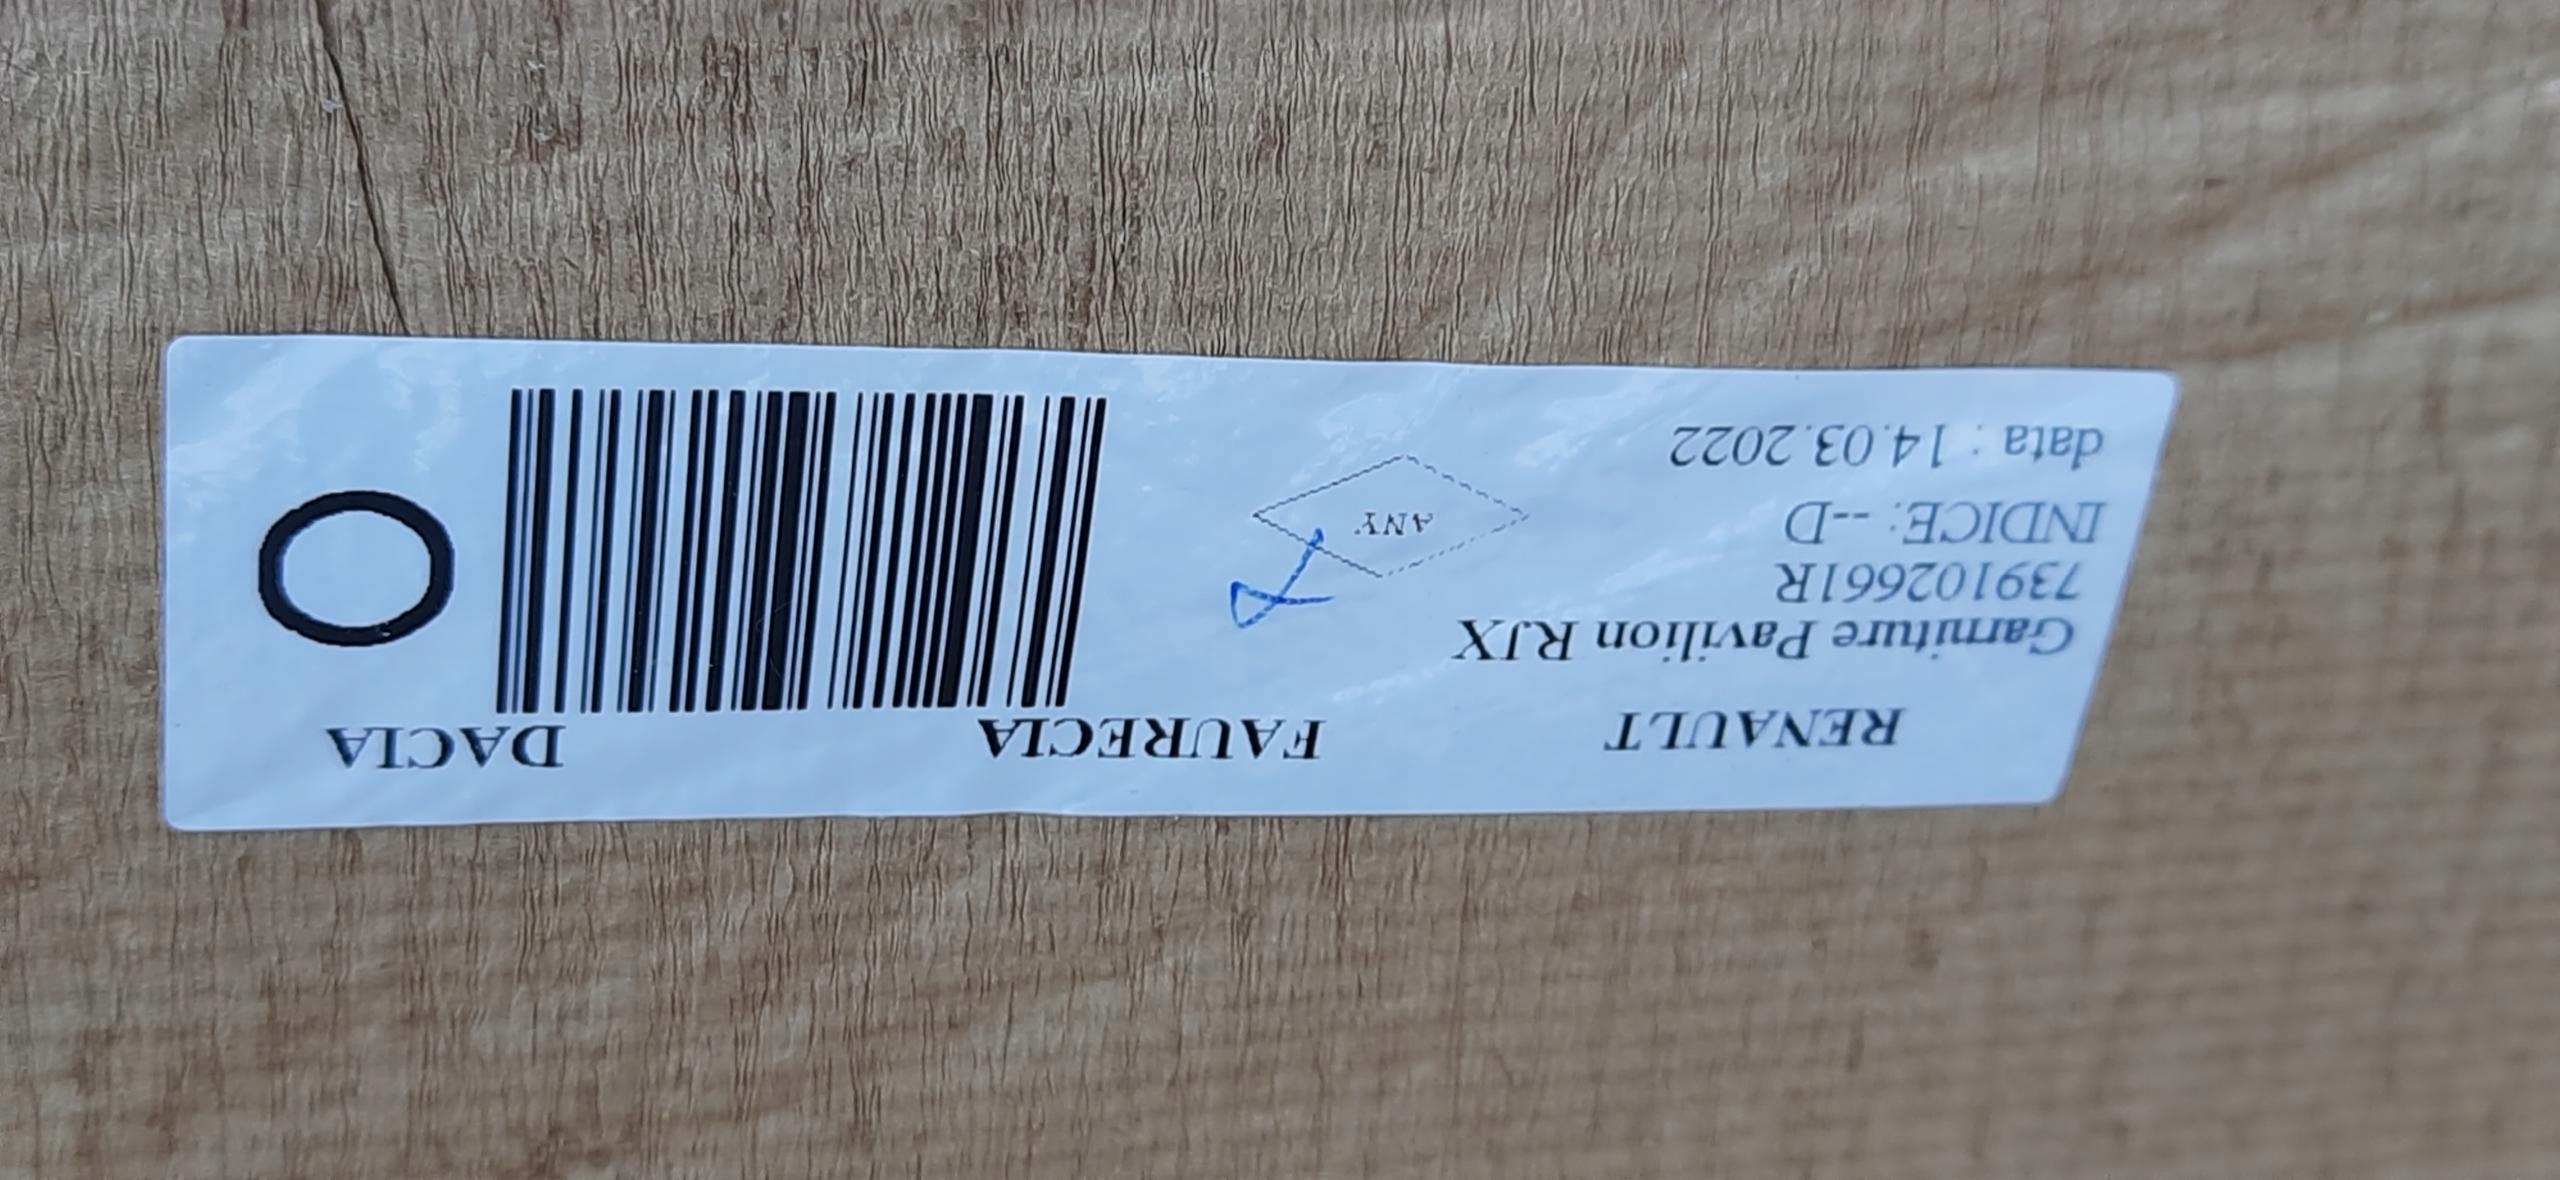 RENAULT FAURECIA DACIA
Garniture Pavilion RJX
739102661R
INDICE: --D
data : 14.03.2022
ANY
O